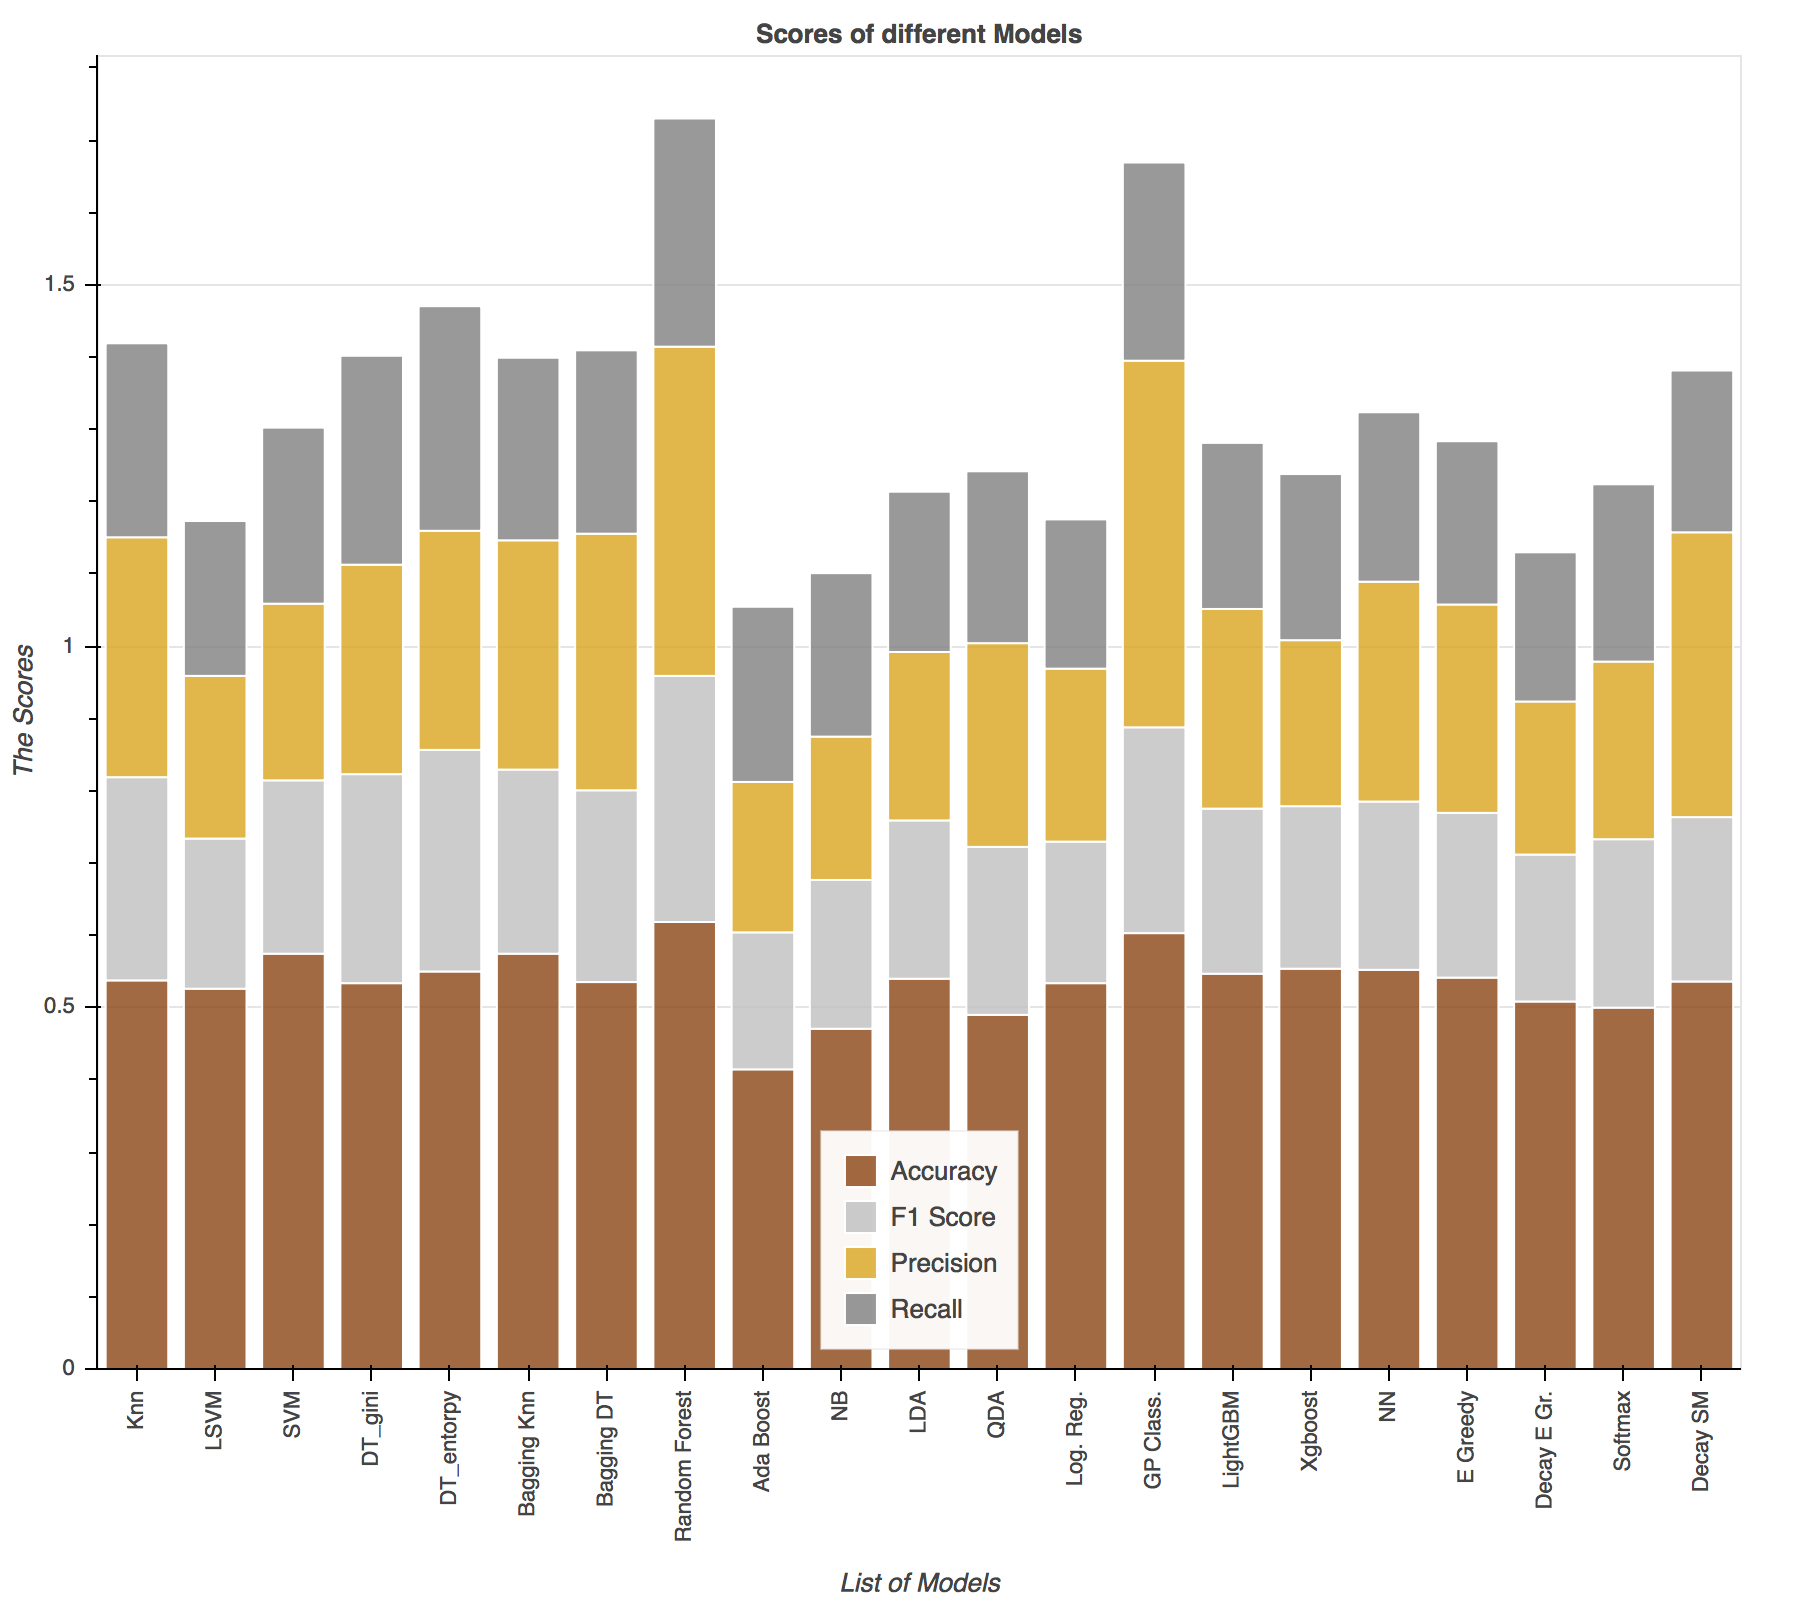 Scores of different Models
The Scores
1.5
1
0.5
0
Accuracy
F1 Score
Precision
Recall
Knn
LSVM
SVM
DT_gini
DT_entorpy
Bagging Knn
Bagging DT
Random Forest
Ada Boost
NB
LDA
QDA
Log. Reg.
GP Class.
LightGBM
Xgboost
NN
E Greedy
Decay E Gr.
Softmax
Decay SM
List of Models